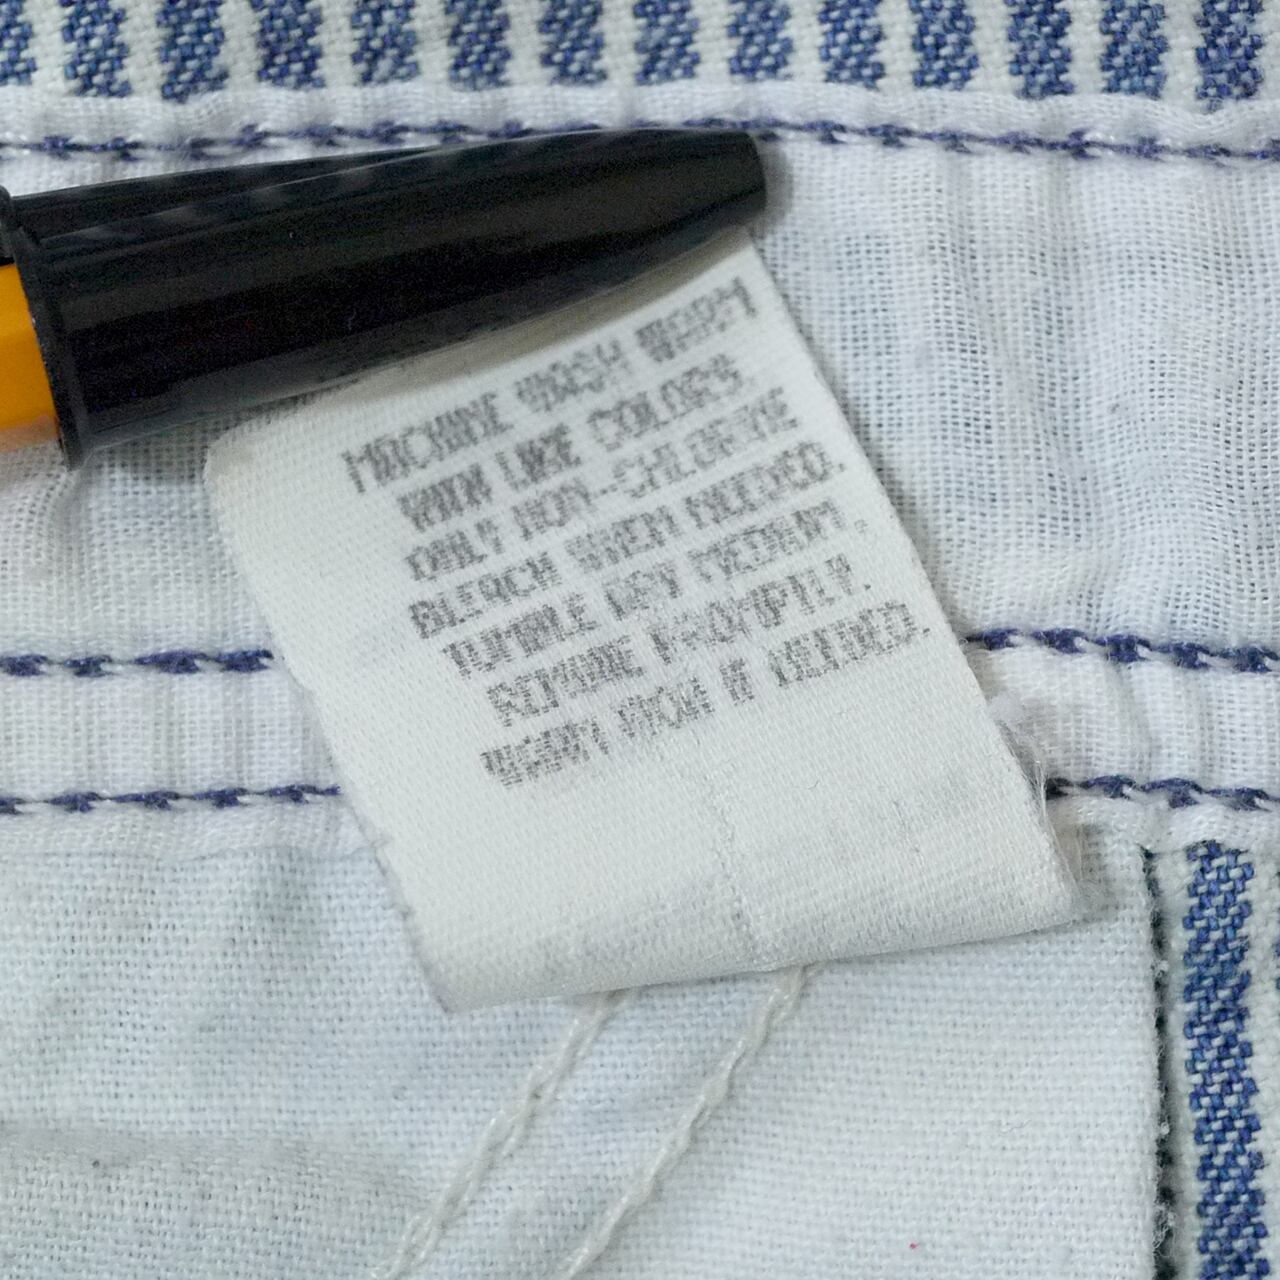 MACHINE WASH WARM
WITH LIKE COLORS.
ONLY NON-CHLORINE
BLEACH WHEN NEEDED.
TUMBLE DRY MEDIUM.
REMOVE PROMPTLY.
WARM IRON IF NEEDED.